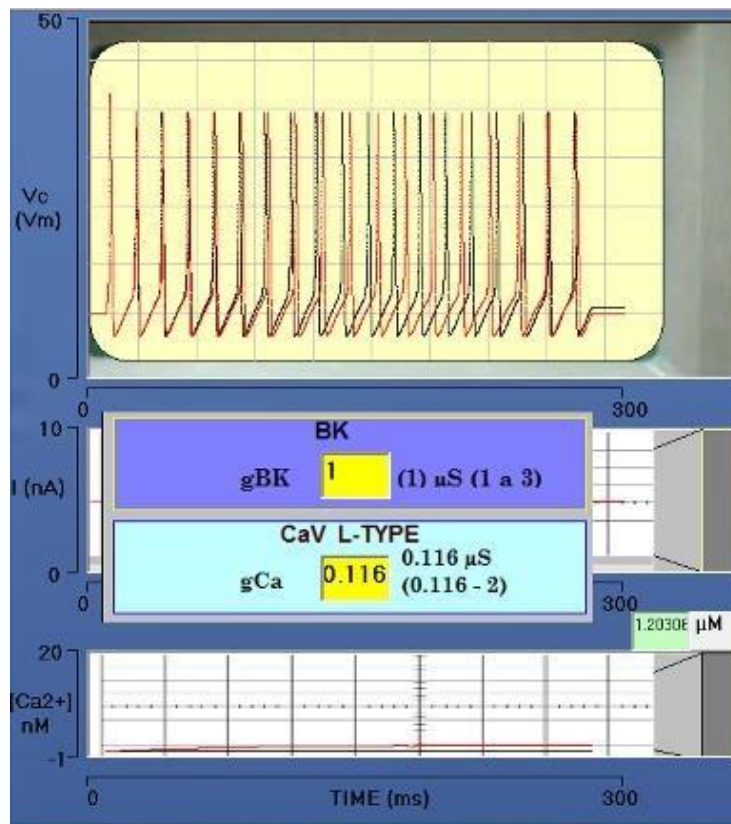 50
Vc
(Vm)
0
0 300
10
I (nA)
0
BK
gBK 1 (1) µS (1 a 3)
CaV L-TYPE
gCa 0.116 0.116 µS
(0.116 - 2)
0 300
1.20308 µM
20
[Ca2+]
nM
-1
0 TIME (ms) 300